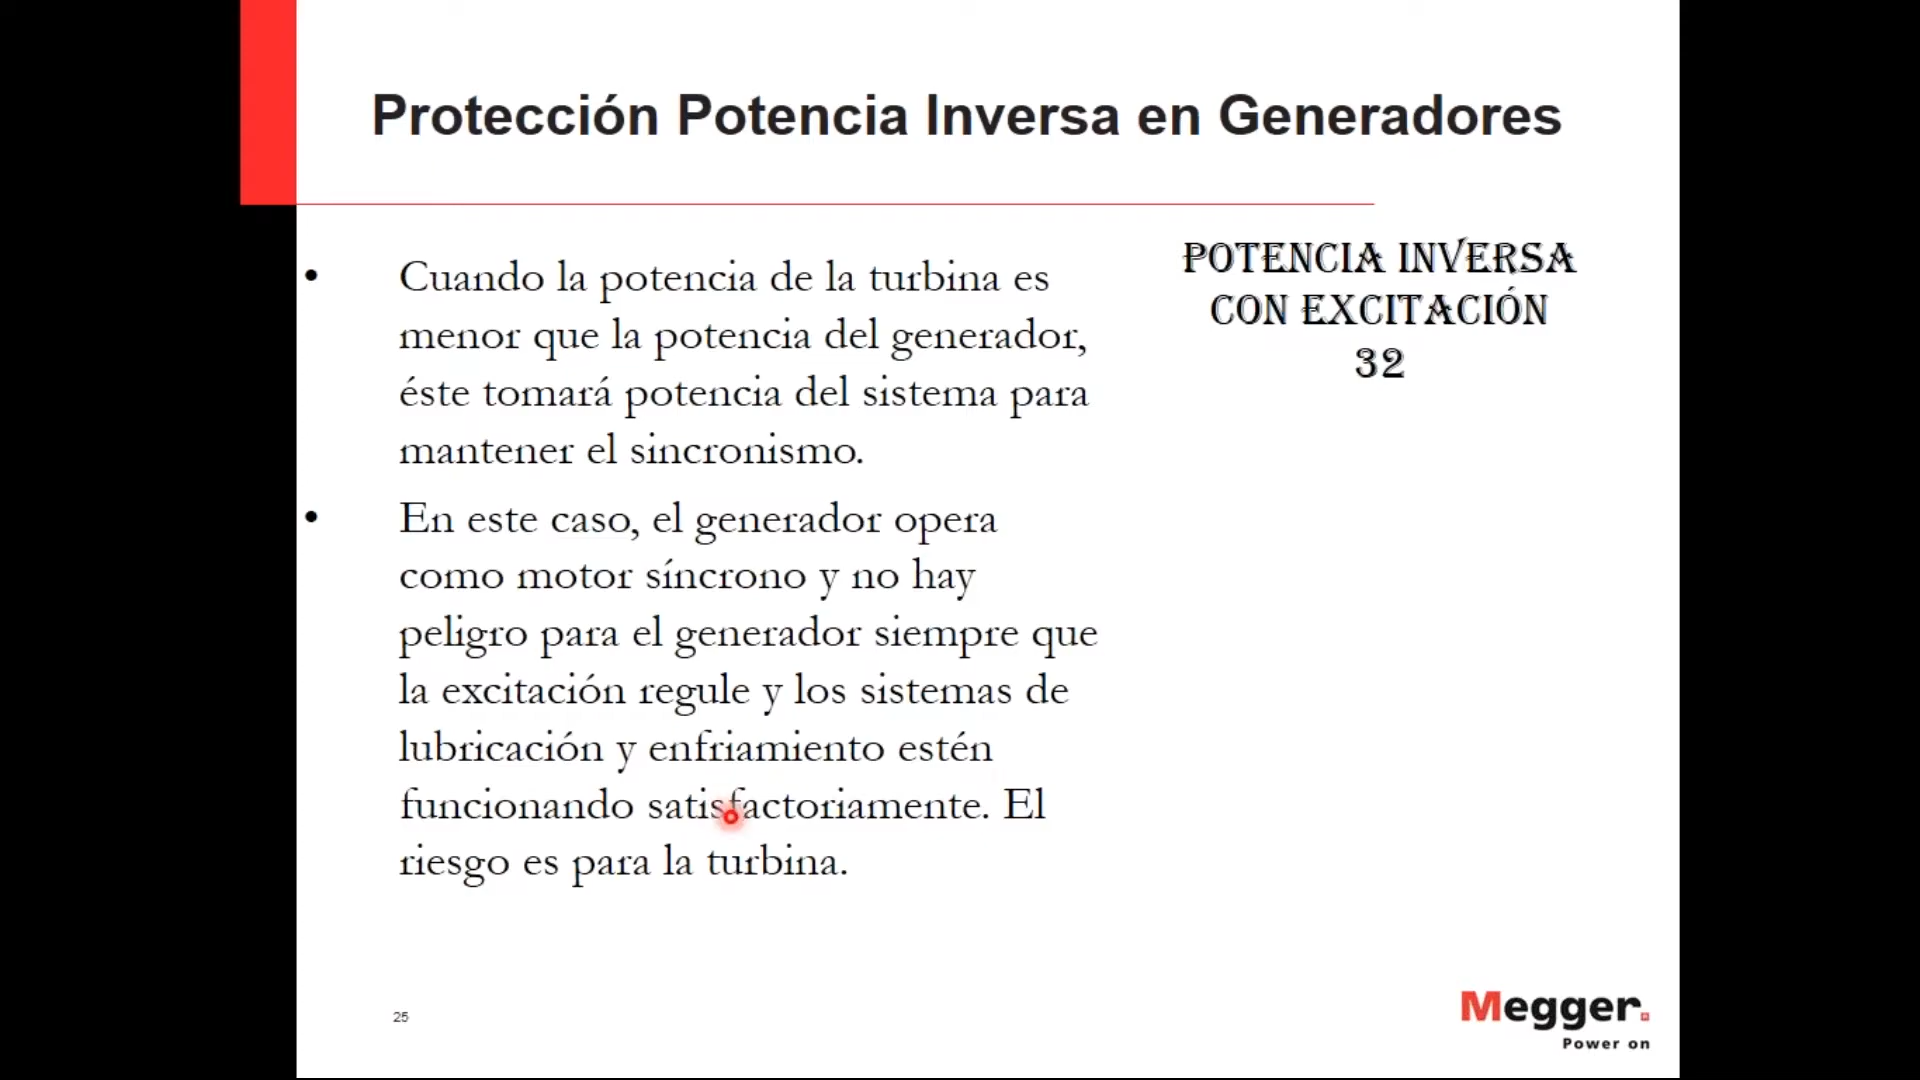 Protección Potencia Inversa en Generadores
• Cuando la potencia de la turbina es
menor que la potencia del generador,
éste tomará potencia del sistema para
mantener el sincronismo.
• En este caso, el generador opera
como motor síncrono y no hay
peligro para el generador siempre que
la excitación regule y los sistemas de
lubricación y enfriamiento estén
funcionando satisfactoriamente. El
riesgo es para la turbina.
POTENCIA INVERSA
CON EXCITACIÓN
32
25
Megger.
Power on